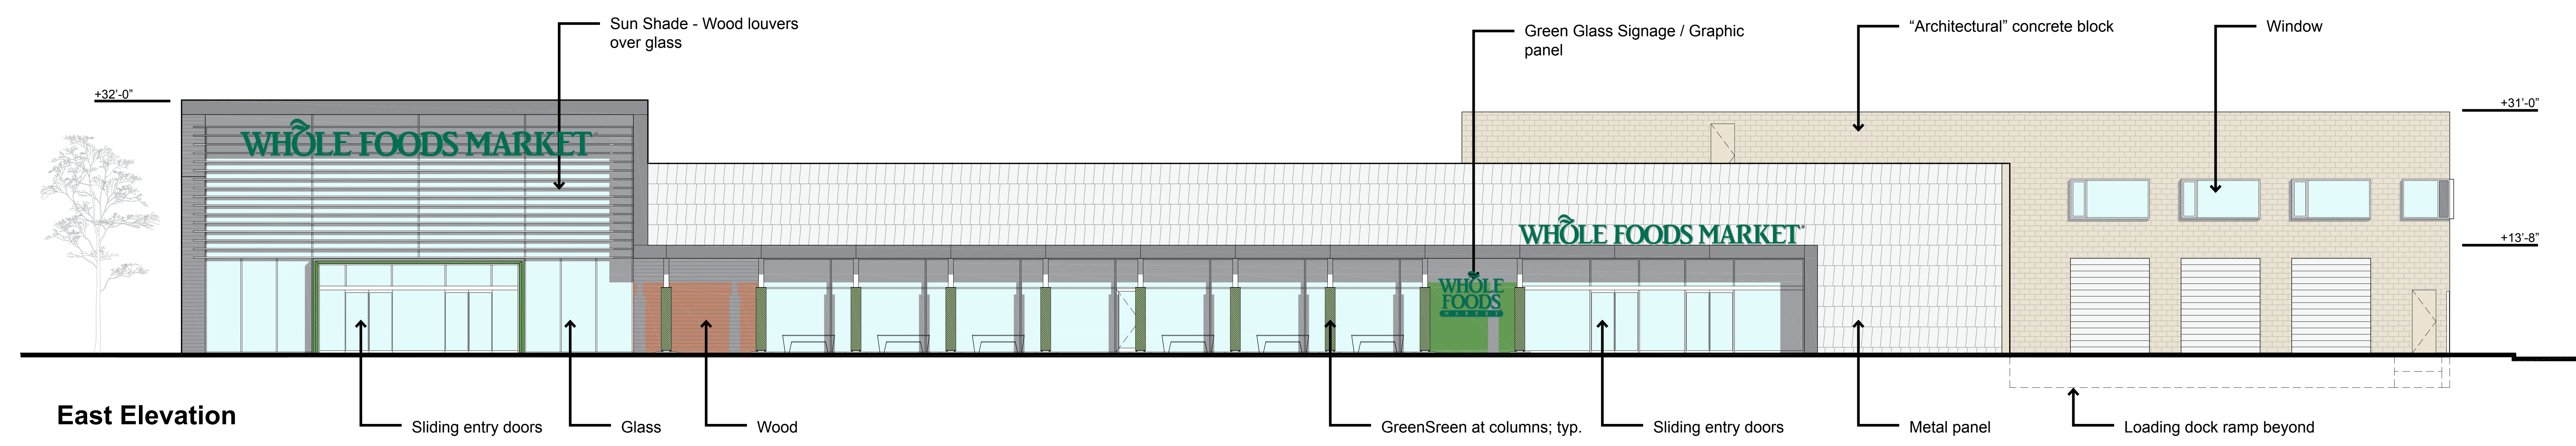 Sun Shade - Wood louvers
over glass
Green Glass Signage / Graphic
panel
“Architectural” concrete block
Window
+32’-0”
+31’-0”
WHOLE FOODS MARKET
WHOLE FOODS MARKET®
+13’-8”
WHOLE
FOODS
MARKET
East Elevation
Sliding entry doors
Glass
Wood
GreenSreen at columns; typ.
Sliding entry doors
Metal panel
Loading dock ramp beyond